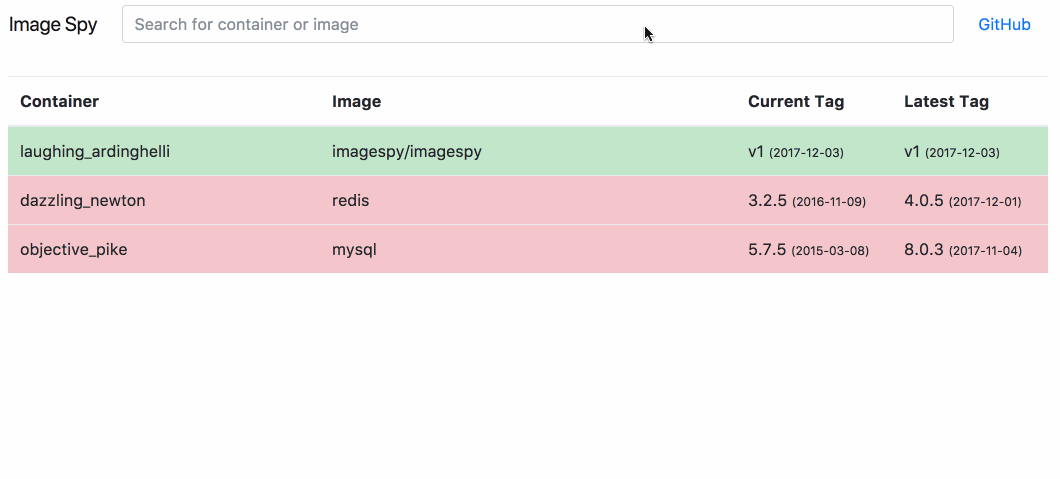 Image Spy Search for container or image GitHub
Container Image Current Tag Latest Tag
laughing_ardinghelli imagespy/imagespy v1 (2017-12-03) v1 (2017-12-03)
dazzling_newton redis 3.2.5 (2016-11-09) 4.0.5 (2017-12-01)
objective_pike mysql 5.7.5 (2015-03-08) 8.0.3 (2017-11-04)